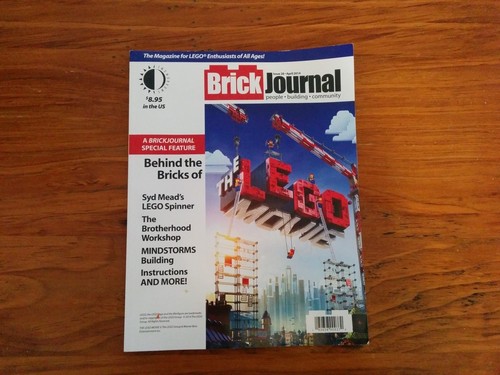 The Magazine for LEGO® Enthusiasts of All Ages!
$8.95
in the US
BrickJournal
people • building • community
A BRICKJOURNAL
SPECIAL FEATURE
Behind the
Bricks of
THE
LEGO
MOVIE
Syd Mead's
LEGO Spinner
The
Brotherhood
Workshop
MINDSTORMS
Building
Instructions
AND MORE!